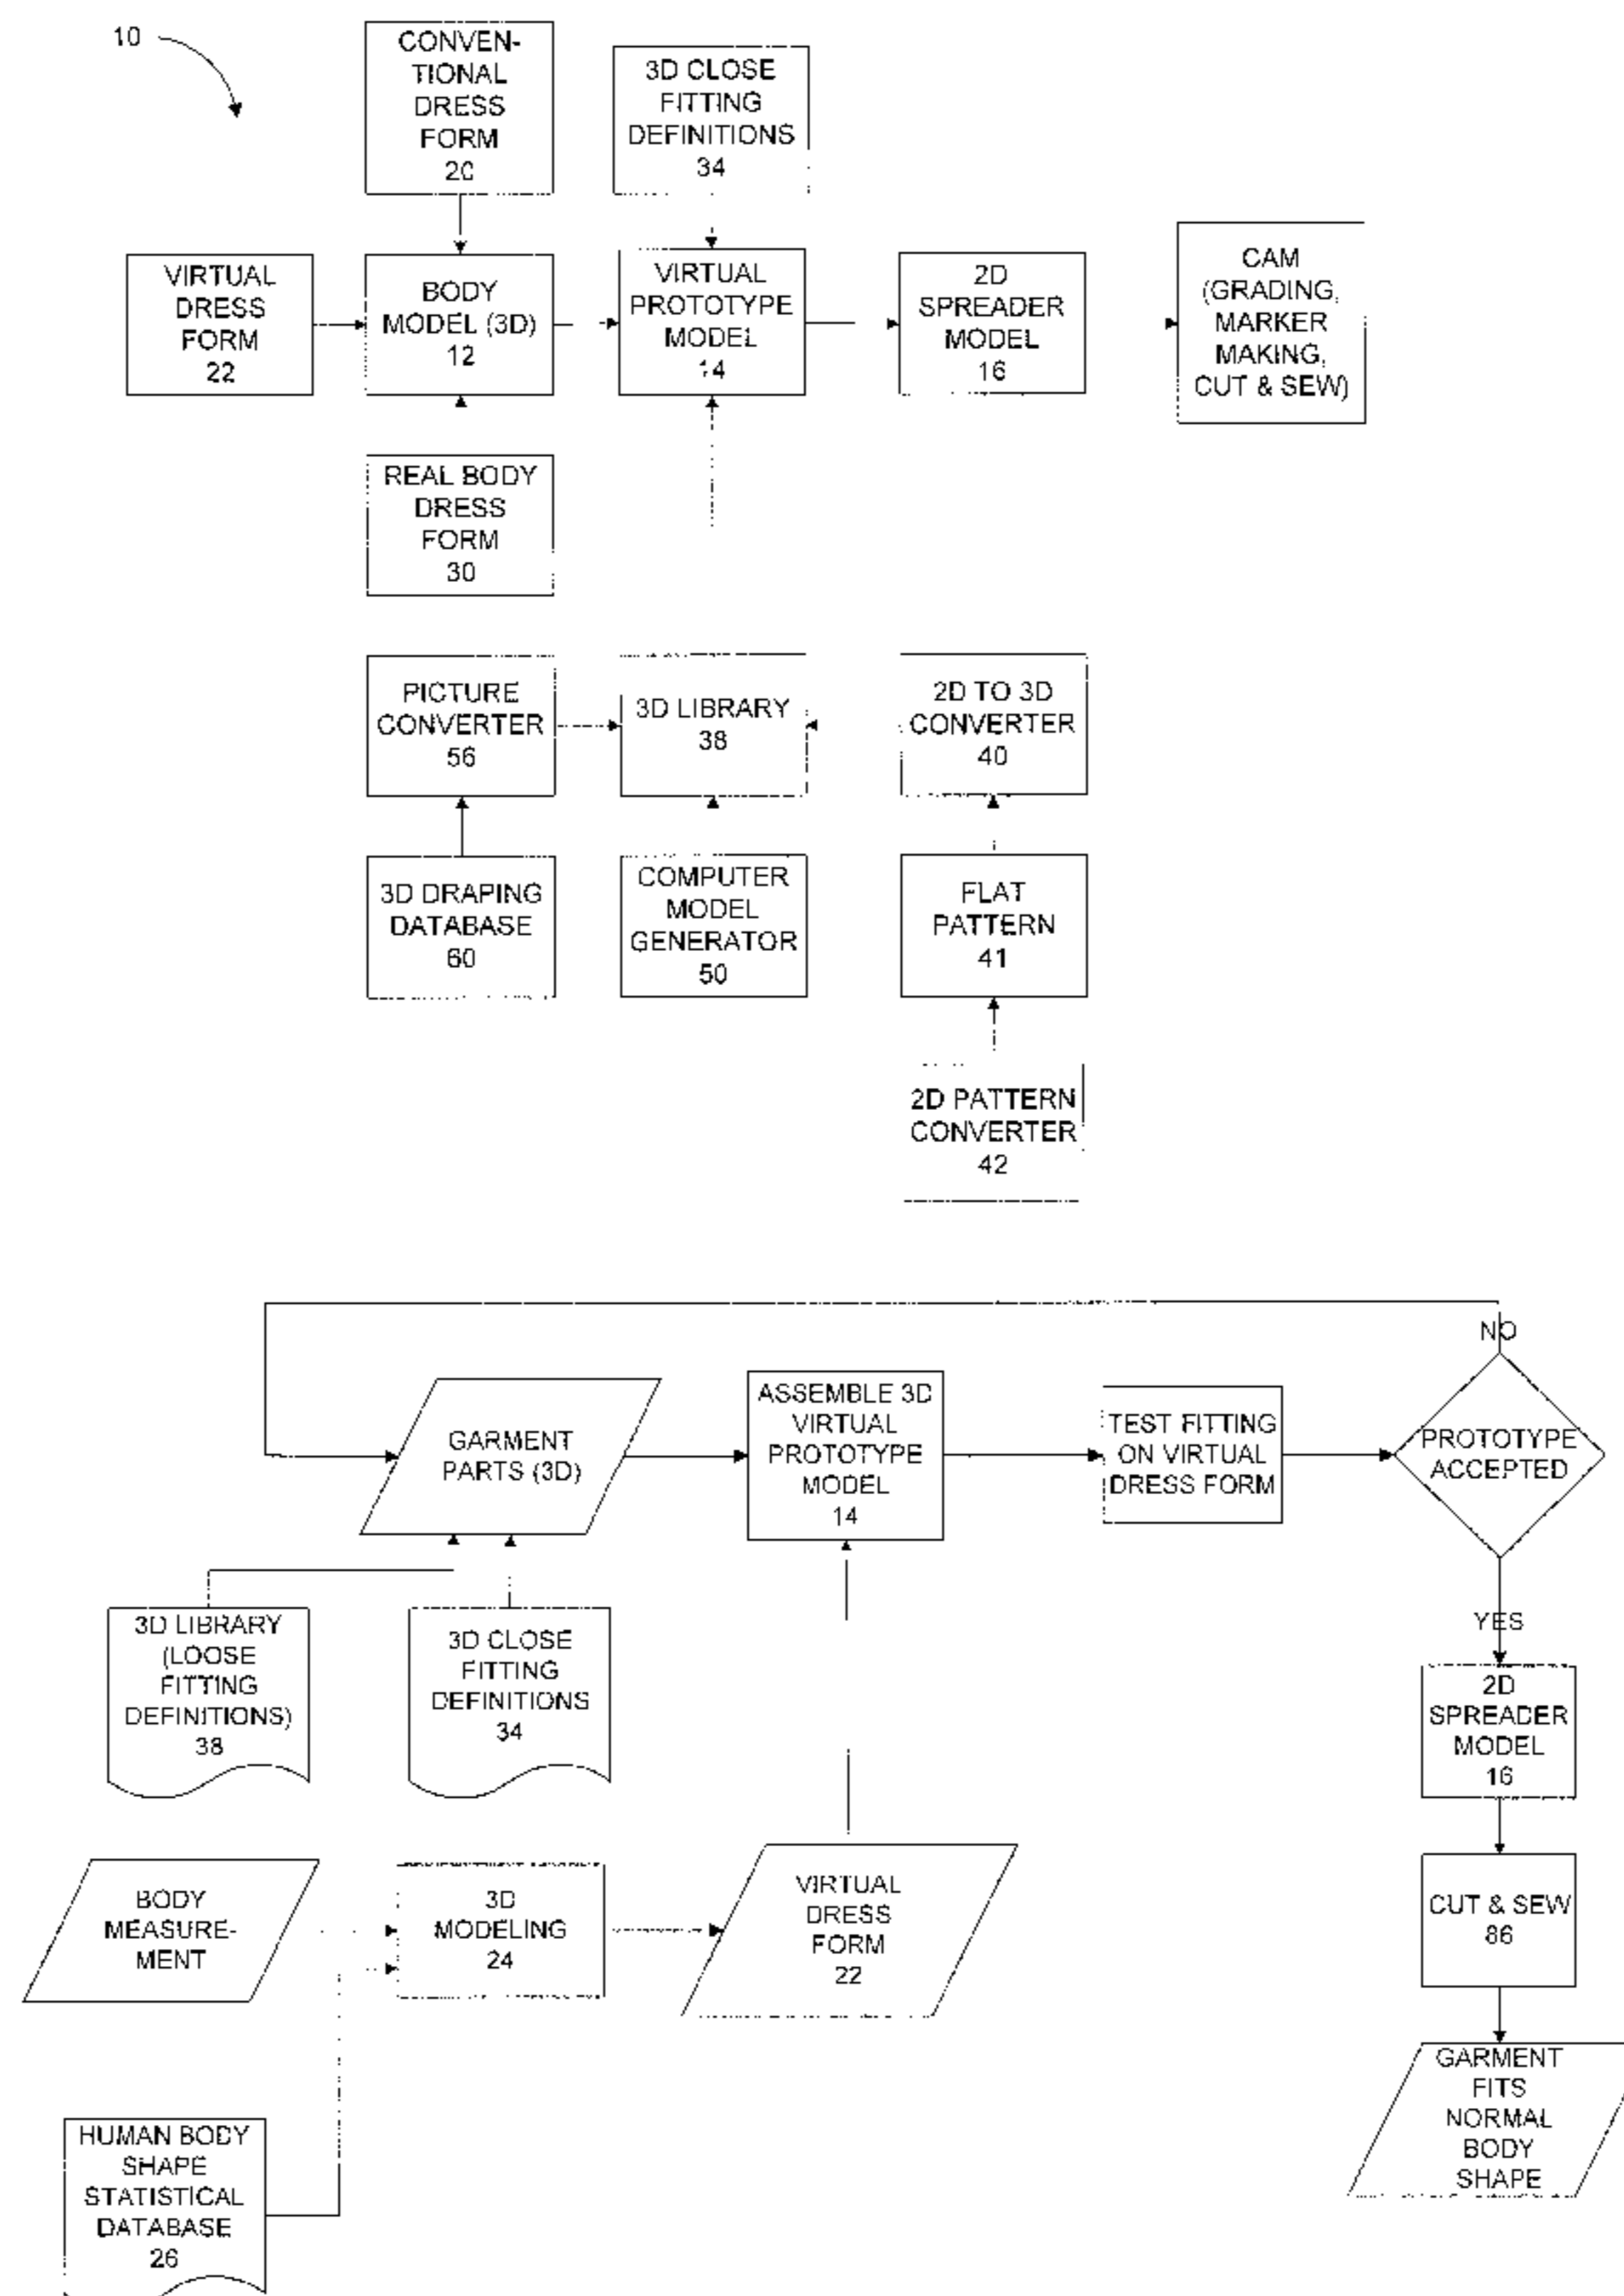 10
CONVEN-
TIONAL
DRESS
FORM
20
3D CLOSE
FITTING
DEFINITIONS
34
VIRTUAL
DRESS
FORM
22
BODY
MODEL (3D)
12
VIRTUAL
PROTOTYPE
MODEL
14
2D
SPREADER
MODEL
16
CAM
(GRADING,
MARKER
MAKING,
CUT & SEW)
REAL BODY
DRESS
FORM
30
PICTURE
CONVERTER
56
3D LIBRARY
38
2D TO 3D
CONVERTER
40
3D DRAPING
DATABASE
60
COMPUTER
MODEL
GENERATOR
50
FLAT
PATTERN
41
2D PATTERN
CONVERTER
42
NO
GARMENT
PARTS (3D)
ASSEMBLE 3D
VIRTUAL
PROTOTYPE
MODEL
14
TEST FITTING
ON VIRTUAL
DRESS FORM
PROTOTYPE
ACCEPTED
3D LIBRARY
(LOOSE
FITTING
DEFINITIONS)
38
3D CLOSE
FITTING
DEFINITIONS
34
YES
2D
SPREADER
MODEL
16
BODY
MEASURE-
MENT
3D
MODELING
24
VIRTUAL
DRESS
FORM
22
CUT & SEW
86
GARMENT
FITS
NORMAL
BODY
SHAPE
HUMAN BODY
SHAPE
STATISTICAL
DATABASE
26